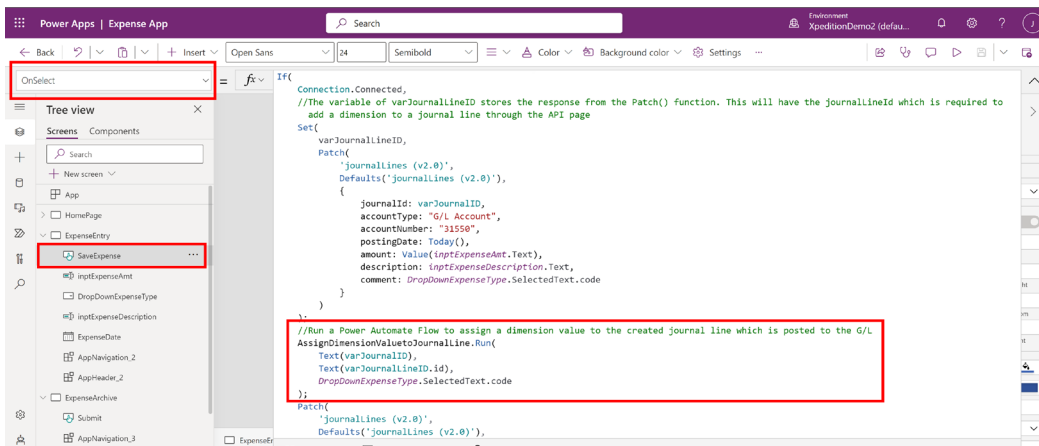 Power Apps | Expense App
Search
Environment
XpeditionDemo2 (defau...
J
Back
Insert
Open Sans
24
Semibold
Color
Background color
Settings
...
OnSelect
=
fx
If(
Connection.Connected,
//The variable of varJournalLineID stores the response from the Patch() function. This will have the journalLineId which is required to
add a dimension to a journal line through the API page
Set(
varJournalLineID,
Patch(
'journalLines (v2.0)',
Defaults('journalLines (v2.0)'),
{
journalId: varJournalID,
accountType: "G/L Account",
accountNumber: "31550",
postingDate: Today(),
amount: Value(inptExpenseAmt.Text),
description: inptExpenseDescription.Text,
comment: DropDownExpenseType.SelectedText.code
}
)
);
//Run a Power Automate Flow to assign a dimension value to the created journal line which is posted to the G/L
AssignDimensionValuetoJournalLine.Run(
Text(varJournalID),
Text(varJournalLineID.id),
DropDownExpenseType.SelectedText.code
);
Patch(
'journalLines (v2.0)',
Defaults('journalLines (v2.0)'),
Tree view
Screens
Components
Search
New screen
App
HomePage
ExpenseEntry
SaveExpense
...
inptExpenseAmt
DropDownExpenseType
inptExpenseDescription
ExpenseDate
AppNavigation_2
AppHeader_2
ExpenseArchive
Submit
AppNavigation_3
ExpenseEr